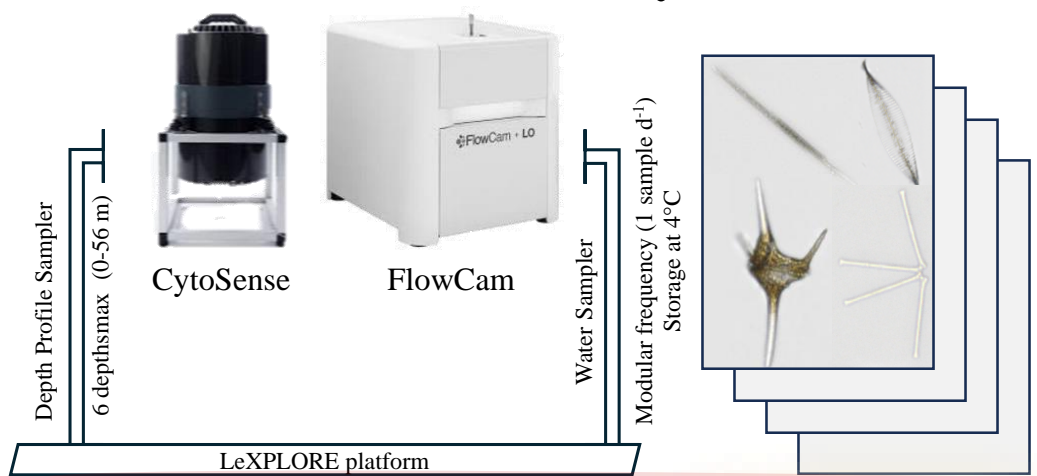 FlowCam + LO
CytoSense
FlowCam
Depth Profile Sampler
6 depthsmax (0-56 m)
Water Sampler
Modular frequency (1 sample d⁻¹)
Storage at 4°C
LeXPLORE platform